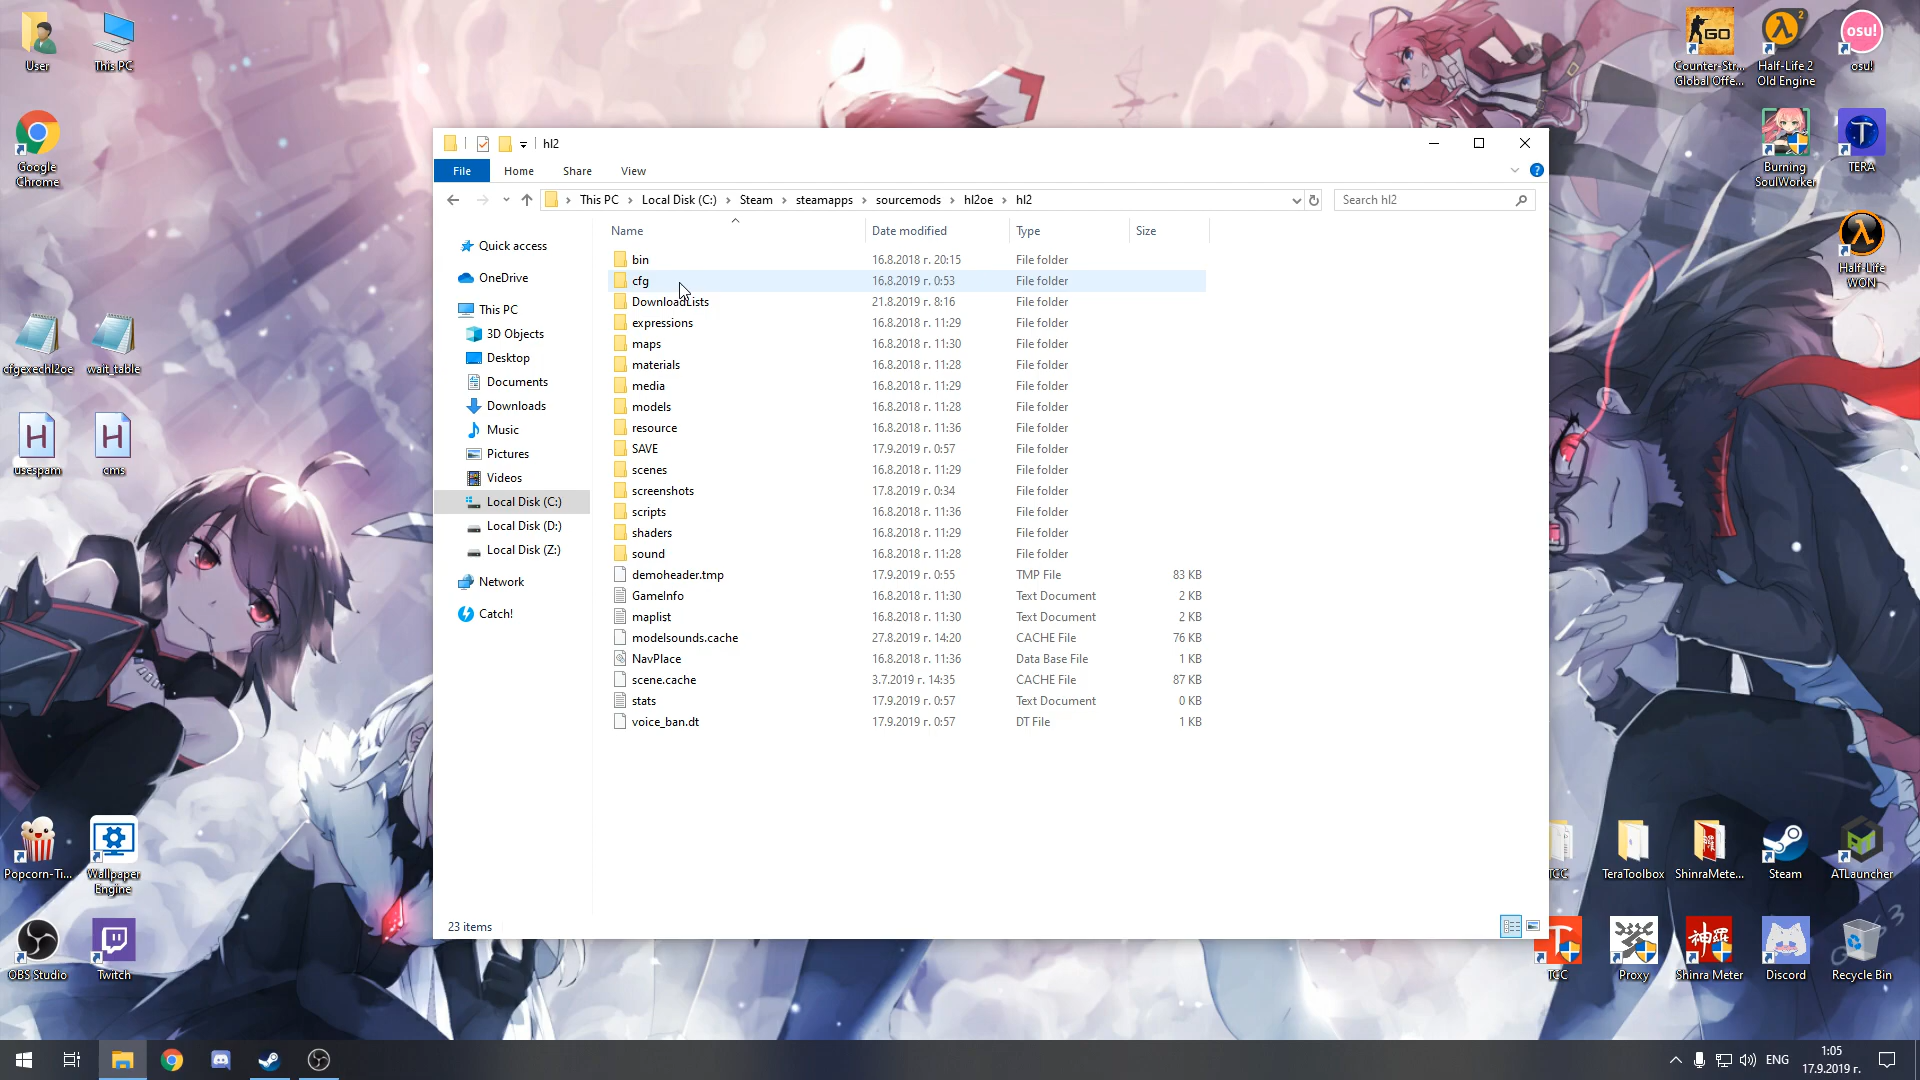 User
This PC
Google
Chrome
cfgexechl2oe
wait_table
usespam
cms
Popcorn-Ti...
Wallpaper
Engine
OBS Studio
Twitch
hl2
File
Home
Share
View
This PC
Local Disk (C:)
Steam
steamapps
sourcemods
hl2oe
hl2
Search hl2
Quick access
OneDrive
This PC
3D Objects
Desktop
Documents
Downloads
Music
Pictures
Videos
Local Disk (C:)
Local Disk (D:)
Local Disk (Z:)
Network
Catch!
Name Date modified Type Size
bin 16.8.2018 г. 20:15 File folder
cfg 16.8.2019 г. 0:53 File folder
DownloadLists 21.8.2019 г. 8:16 File folder
expressions 16.8.2018 г. 11:29 File folder
maps 16.8.2018 г. 11:30 File folder
materials 16.8.2018 г. 11:28 File folder
media 16.8.2018 г. 11:29 File folder
models 16.8.2018 г. 11:28 File folder
resource 16.8.2018 г. 11:36 File folder
SAVE 17.9.2019 г. 0:57 File folder
scenes 16.8.2018 г. 11:29 File folder
screenshots 17.8.2019 г. 0:34 File folder
scripts 16.8.2018 г. 11:36 File folder
shaders 16.8.2018 г. 11:29 File folder
sound 16.8.2018 г. 11:28 File folder
demoheader.tmp 17.9.2019 г. 0:55 TMP File 83 KB
GameInfo 16.8.2018 г. 11:30 Text Document 2 KB
maplist 16.8.2018 г. 11:30 Text Document 2 KB
modelsounds.cache 27.8.2019 г. 14:20 CACHE File 76 KB
NavPlace 16.8.2018 г. 11:36 Data Base File 1 KB
scene.cache 3.7.2019 г. 14:35 CACHE File 87 KB
stats 17.9.2019 г. 0:57 Text Document 0 KB
voice_ban.dt 17.9.2019 г. 0:57 DT File 1 KB
23 items
GO
Counter-Str...
Global Offe...
2
Half-Life 2
Old Engine
osu!
osu!
Burning
SoulWorker
T
TERA
Half-Life
WON
TCC
TeraToolbox
ShinraMete...
Steam
ATLauncher
TCC
Proxy
神羅
Shinra Meter
Discord
Recycle Bin
ENG
1:05
17.9.2019 г.